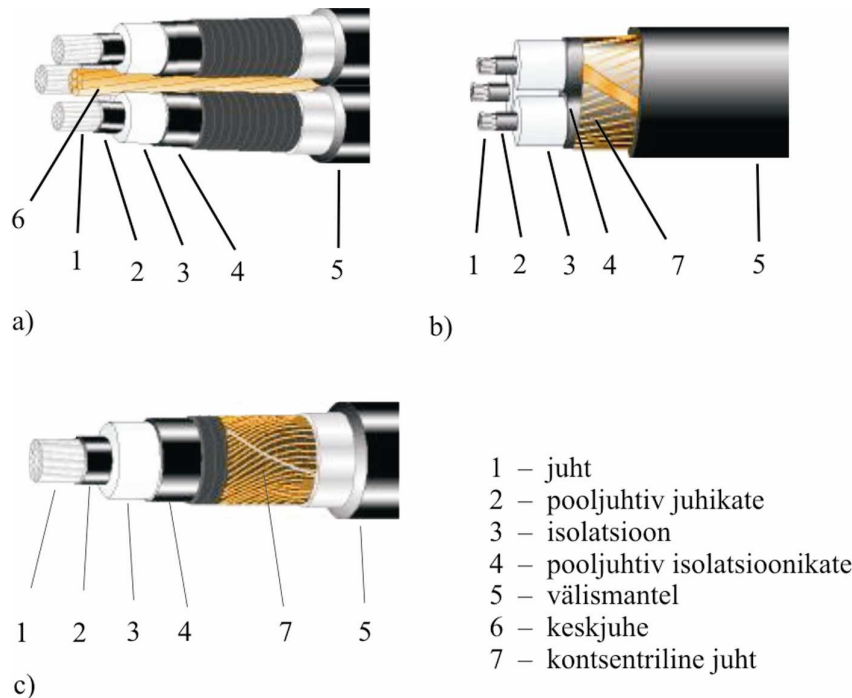 6
1
2
3
4
5
a)
1
2
3
4
7
5
b)
1
2
3
4
7
5
c)
1 – juht
2 – pooljuhtiv juhikate
3 – isolatsioon
4 – pooljuhtiv isolatsioonikate
5 – välismantel
6 – keskjuhe
7 – kontsentriline juht